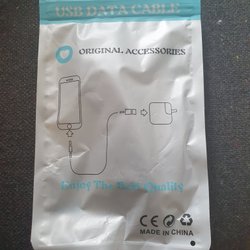 USB DATA CABLE
ORIGINAL ACCESSORIES
Enjoy The Best Quality
CE
MADE IN CHINA